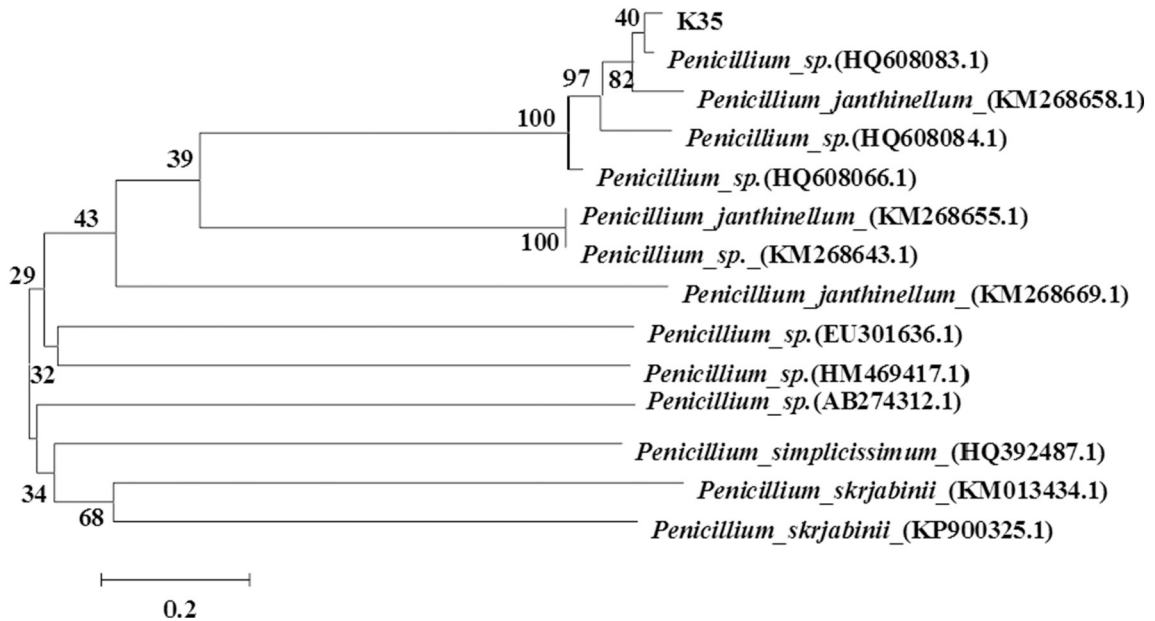 40
K35
Penicillium_sp.(HQ608083.1)
97
82
Penicillium_janthinellum_(KM268658.1)
100
Penicillium_sp.(HQ608084.1)
39
Penicillium_sp.(HQ608066.1)
43
Penicillium_janthinellum_(KM268655.1)
100
Penicillium_sp._(KM268643.1)
29
Penicillium_janthinellum_(KM268669.1)
Penicillium_sp.(EU301636.1)
32
Penicillium_sp.(HM469417.1)
Penicillium_sp.(AB274312.1)
Penicillium_simplicissimum_(HQ392487.1)
34
Penicillium_skrjabinii_(KM013434.1)
68
Penicillium_skrjabinii_(KP900325.1)
0.2